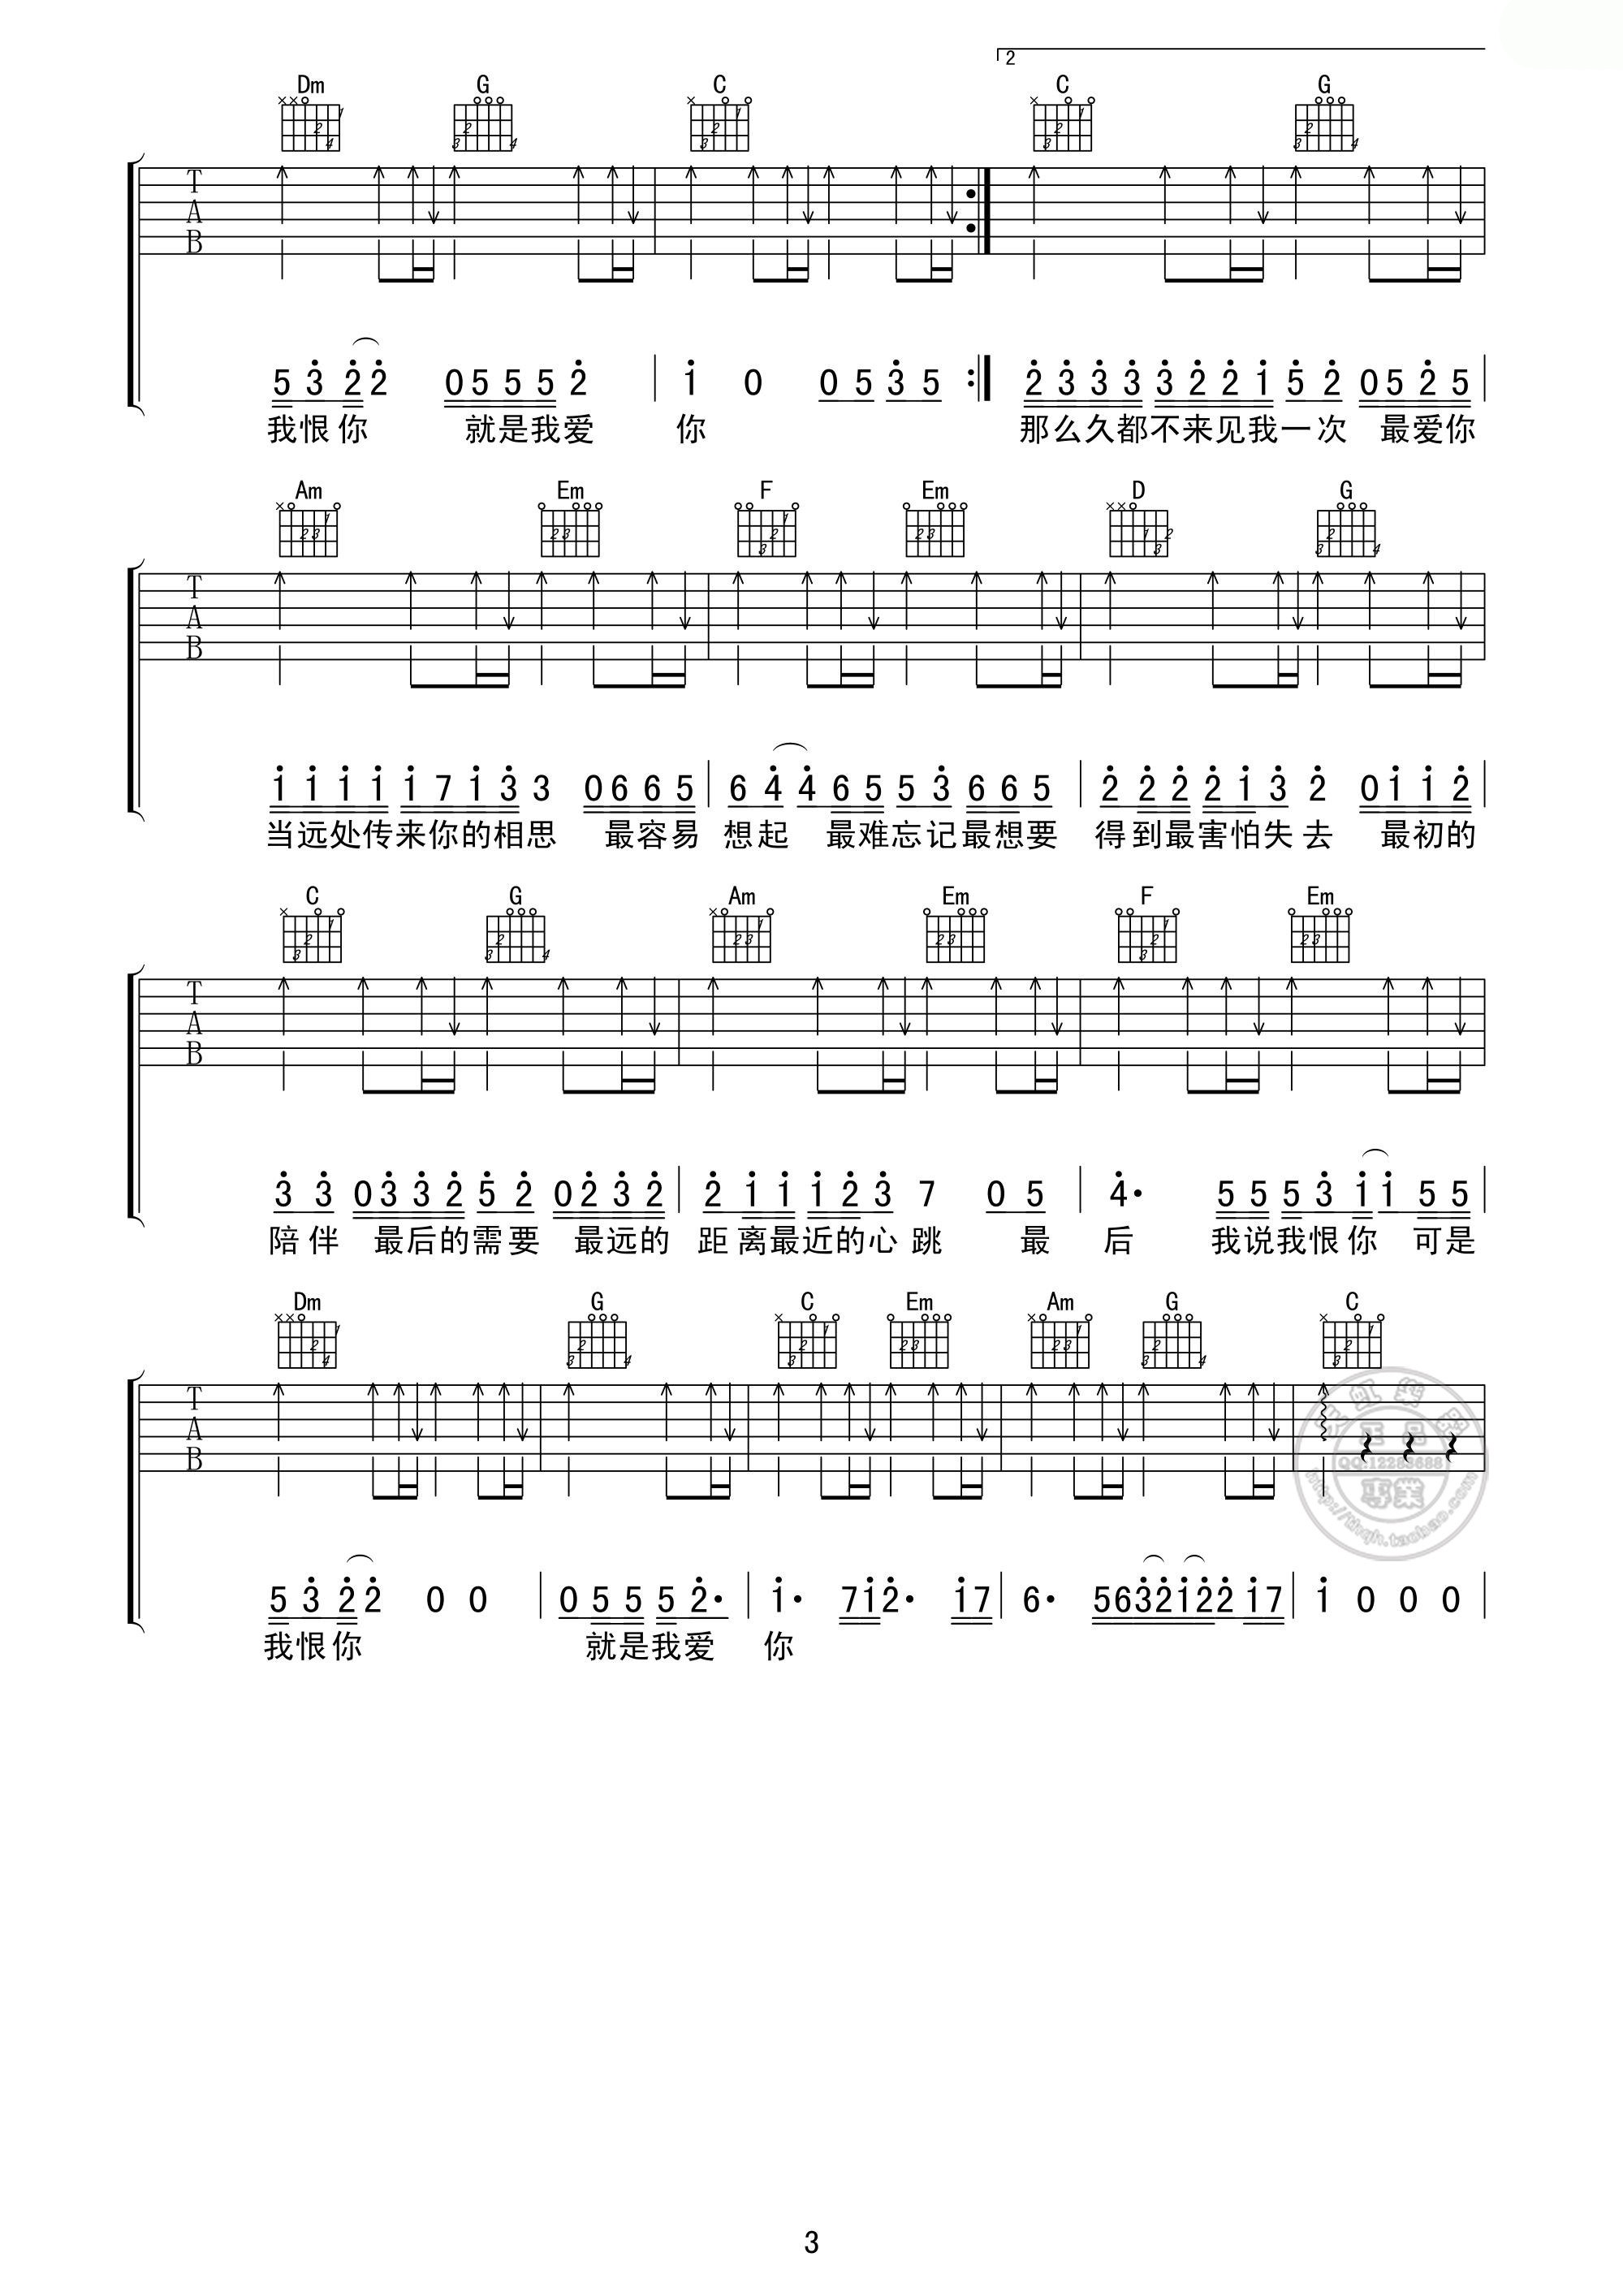 2
Dm G C C G
T A B
5 3 2 2 0 5 5 5 2 1 0 0 5 3 5 2 3 3 3 3 2 2 1 5 2 0 5 2 5
我恨你 就是我爱 你 那么久都不来见我一次 最爱你
Am Em F Em D G
T A B
1 1 1 1 1 7 1 3 3 0 6 6 5 6 4 4 6 5 5 3 6 6 5 2 2 2 2 1 3 2 0 1 1 2
当远处传来你的相思 最容易 想起 最难忘记最想要 得到最害怕失去 最初的
C G Am Em F Em
T A B
3 3 0 3 3 2 5 2 0 2 3 2 2 1 1 1 2 3 7 0 5 4· 5 5 5 3 1 1 5 5
陪伴 最后的需要 最远的 距离最近的心跳 最 后 我说我恨你 可是
Dm G C Em Am G C
T A B
5 3 2 2 0 0 0 5 5 5 2· 1· 7 1 2· 1 7 6· 5 6 3 2 1 2 2 1 7 1 0 0 0
我恨你 就是我爱 你
正品
QQ:12283688
專業
http://thqh.taobao.com
3